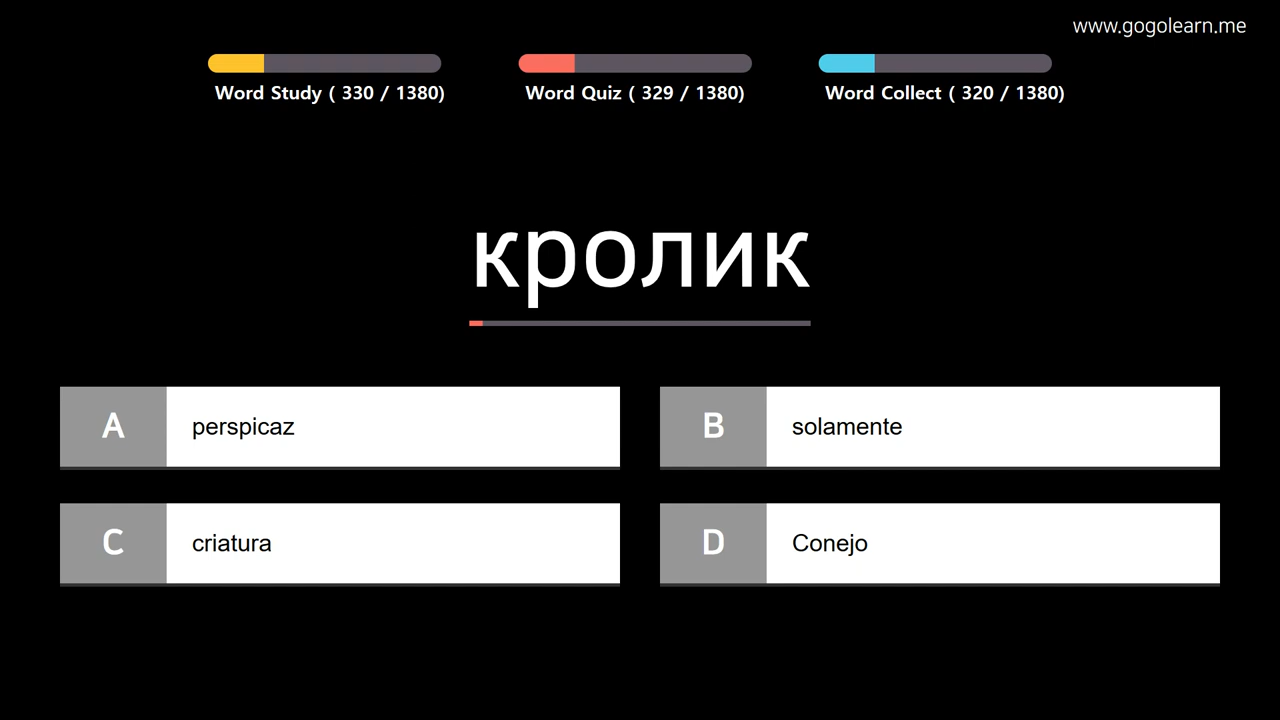 www.gogolearn.me
Word Study ( 330 / 1380)
Word Quiz ( 329 / 1380)
Word Collect ( 320 / 1380)
кролик
A perspicaz
B solamente
C criatura
D Conejo